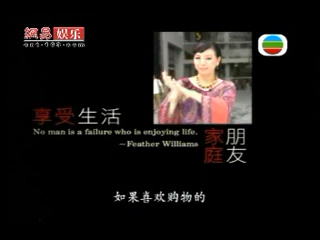 網易娱乐
ent.163.com
享受生活
No man is a failure who is enjoying life.
~Feather Williams
家庭
朋友
如果喜欢购物的